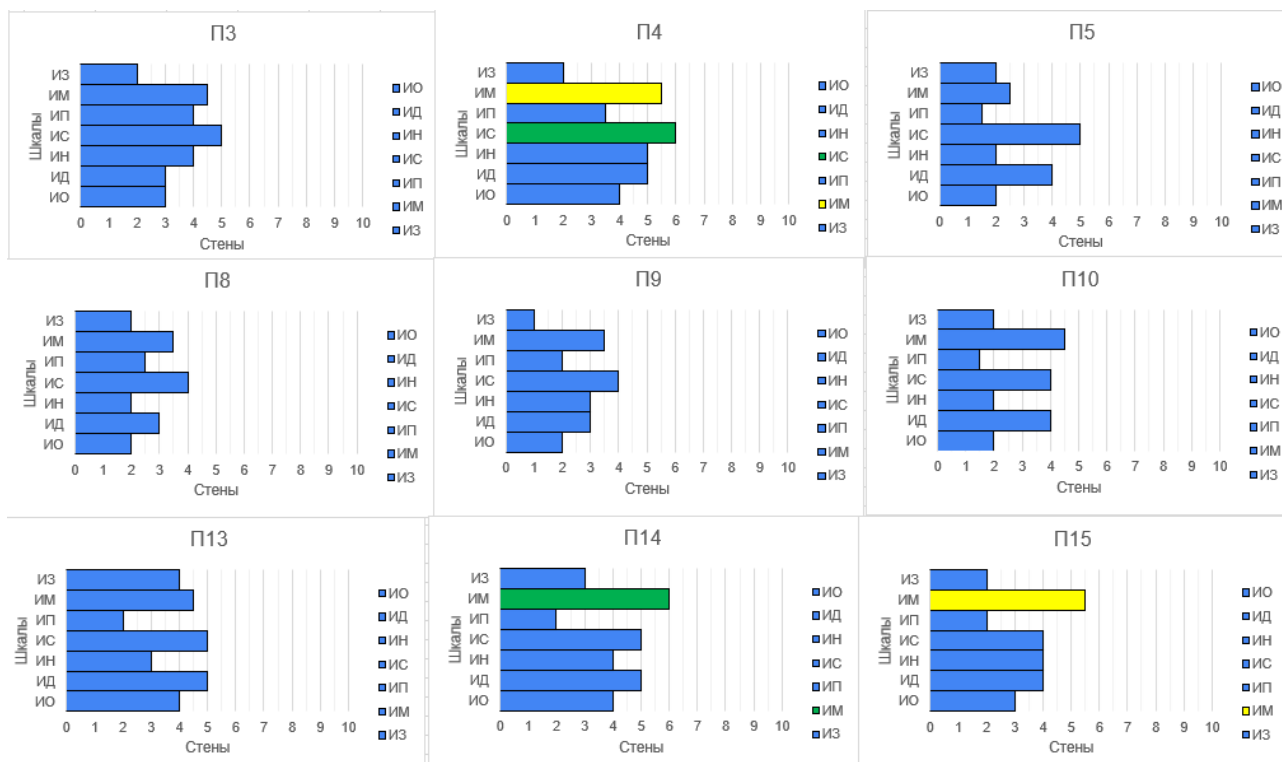 П3
Шкалы
ИЗ
ИМ
ИП
ИС
ИН
ИД
ИО
0 1 2 3 4 5 6 7 8 9 10
Стены
ИО
ИД
ИН
ИС
ИП
ИМ
ИЗ
П4
Шкалы
ИЗ
ИМ
ИП
ИС
ИН
ИД
ИО
0 1 2 3 4 5 6 7 8 9 10
Стены
ИО
ИД
ИН
ИС
ИП
ИМ
ИЗ
П5
Шкалы
ИЗ
ИМ
ИП
ИС
ИН
ИД
ИО
0 1 2 3 4 5 6 7 8 9 10
Стены
ИО
ИД
ИН
ИС
ИП
ИМ
ИЗ
П8
Шкалы
ИЗ
ИМ
ИП
ИС
ИН
ИД
ИО
0 1 2 3 4 5 6 7 8 9 10
Стены
ИО
ИД
ИН
ИС
ИП
ИМ
ИЗ
П9
Шкалы
ИЗ
ИМ
ИП
ИС
ИН
ИД
ИО
0 1 2 3 4 5 6 7 8 9 10
Стены
ИО
ИД
ИН
ИС
ИП
ИМ
ИЗ
П10
Шкалы
ИЗ
ИМ
ИП
ИС
ИН
ИД
ИО
0 1 2 3 4 5 6 7 8 9 10
Стены
ИО
ИД
ИН
ИС
ИП
ИМ
ИЗ
П13
Шкалы
ИЗ
ИМ
ИП
ИС
ИН
ИД
ИО
0 1 2 3 4 5 6 7 8 9 10
Стены
ИО
ИД
ИН
ИС
ИП
ИМ
ИЗ
П14
Шкалы
ИЗ
ИМ
ИП
ИС
ИН
ИД
ИО
0 1 2 3 4 5 6 7 8 9 10
Стены
ИО
ИД
ИН
ИС
ИП
ИМ
ИЗ
П15
Шкалы
ИЗ
ИМ
ИП
ИС
ИН
ИД
ИО
0 1 2 3 4 5 6 7 8 9 10
Стены
ИО
ИД
ИН
ИС
ИП
ИМ
ИЗ